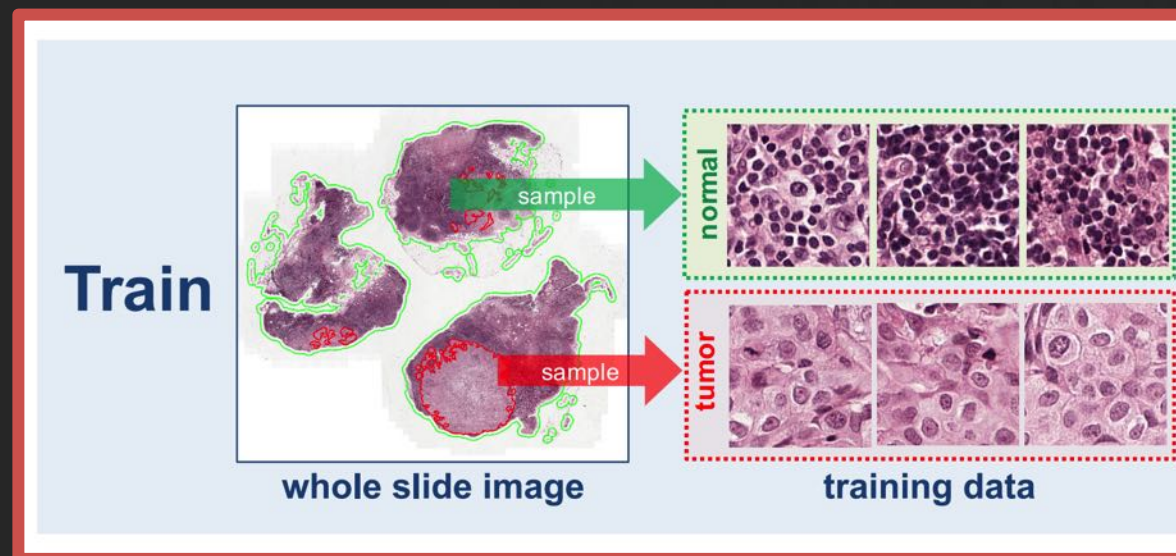 Train
sample
sample
normal
tumor
whole slide image
training data